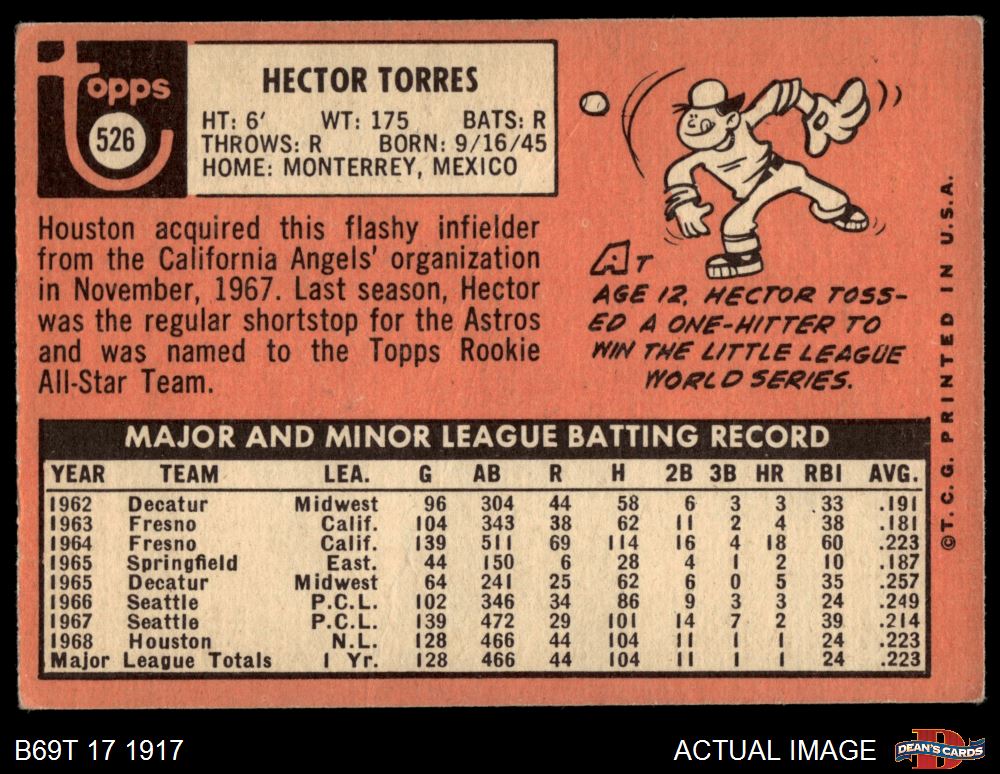 Topps
526
HECTOR TORRES
HT: 6' WT: 175 BATS: R
THROWS: R BORN: 9/16/45
HOME: MONTERREY, MEXICO
Houston acquired this flashy infielder
from the California Angels' organization
in November, 1967. Last season, Hector
was the regular shortstop for the Astros
and was named to the Topps Rookie
All-Star Team.
AT
AGE 12, HECTOR TOSS-
ED A ONE-HITTER TO
WIN THE LITTLE LEAGUE
WORLD SERIES.
©T.C.G. PRINTED IN U.S.A.
MAJOR AND MINOR LEAGUE BATTING RECORD
YEAR TEAM LEA. G AB R H 2B 3B HR RBI AVG.
1962 Decatur Midwest 96 304 44 58 6 3 3 33 .191
1963 Fresno Calif. 104 343 38 62 11 2 4 38 .181
1964 Fresno Calif. 139 511 69 114 16 4 18 60 .223
1965 Springfield East. 44 150 6 28 4 1 2 10 .187
1965 Decatur Midwest 64 241 25 62 6 0 5 35 .257
1966 Seattle P.C.L. 102 346 34 86 9 3 3 24 .249
1967 Seattle P.C.L. 139 472 29 101 14 7 2 39 .214
1968 Houston N.L. 128 466 44 104 11 1 1 24 .223
Major League Totals 1 Yr. 128 466 44 104 11 1 1 24 .223
B69T 17 1917
ACTUAL IMAGE
DEAN'S CARDS